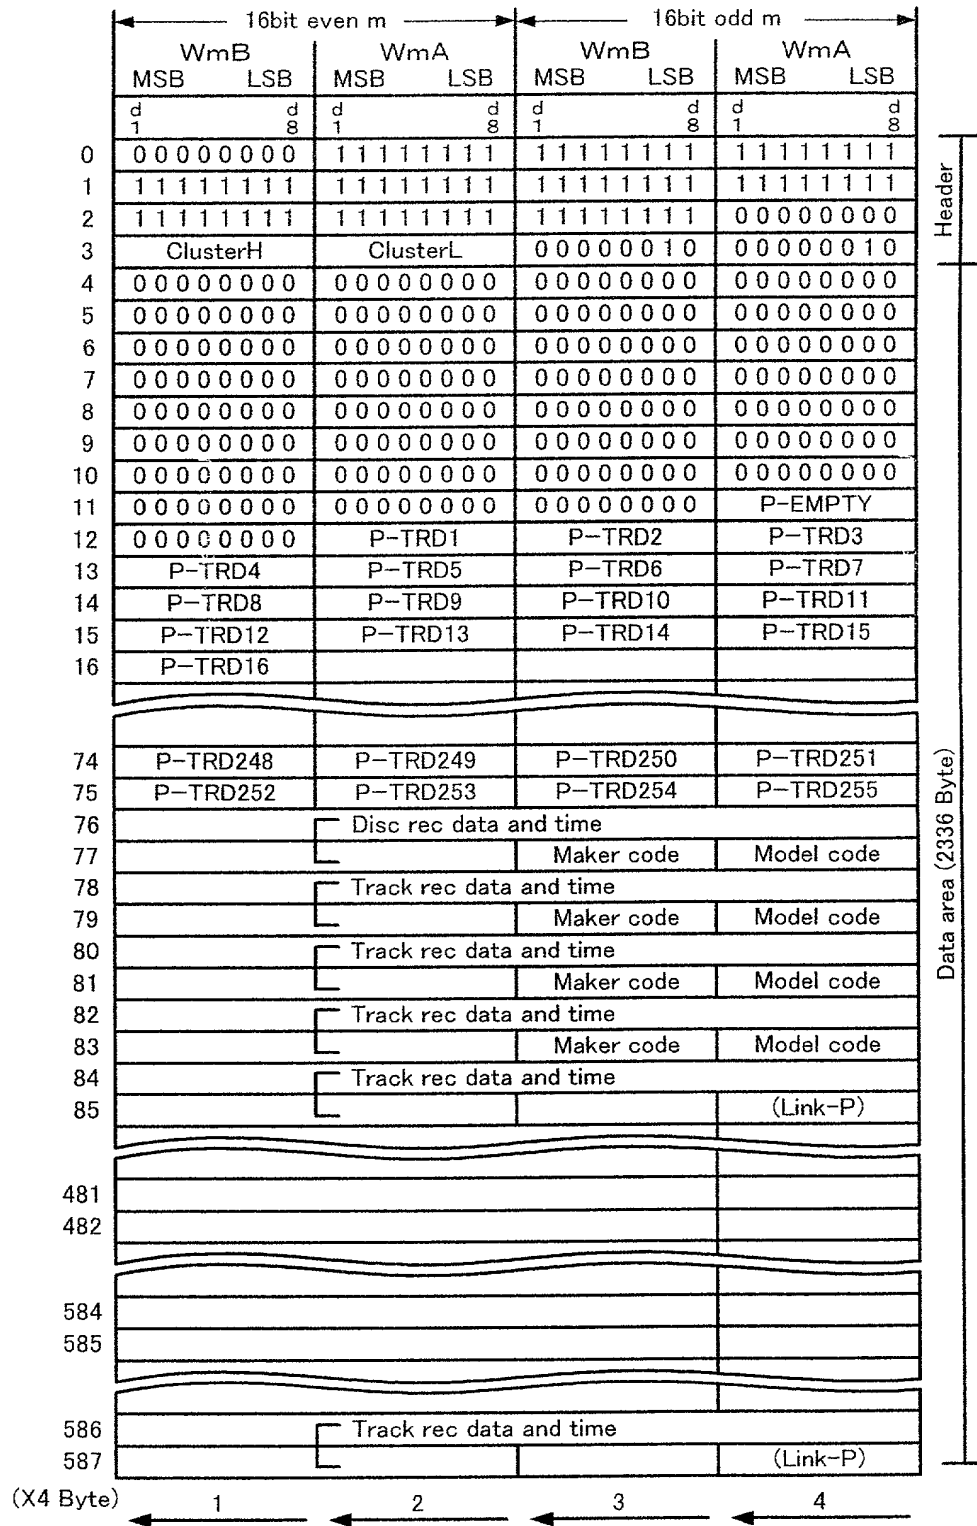 16bit even m 16bit odd m
WmB WmA WmB WmA
MSB LSB MSB LSB MSB LSB MSB LSB
d d d d d d d d
1 8 1 8 1 8 1 8
0 00000000 11111111 11111111 11111111
1 11111111 11111111 11111111 11111111
2 11111111 11111111 11111111 00000000
3 ClusterH ClusterL 00000010 00000010
Header
4 00000000 00000000 00000000 00000000
5 00000000 00000000 00000000 00000000
6 00000000 00000000 00000000 00000000
7 00000000 00000000 00000000 00000000
8 00000000 00000000 00000000 00000000
9 00000000 00000000 00000000 00000000
10 00000000 00000000 00000000 00000000
11 00000000 00000000 00000000 P-EMPTY
12 00000000 P-TRD1 P-TRD2 P-TRD3
13 P-TRD4 P-TRD5 P-TRD6 P-TRD7
14 P-TRD8 P-TRD9 P-TRD10 P-TRD11
15 P-TRD12 P-TRD13 P-TRD14 P-TRD15
16 P-TRD16
74 P-TRD248 P-TRD249 P-TRD250 P-TRD251
75 P-TRD252 P-TRD253 P-TRD254 P-TRD255
76 Disc rec data and time
77 Maker code Model code
78 Track rec data and time
79 Maker code Model code
80 Track rec data and time
81 Maker code Model code
82 Track rec data and time
83 Maker code Model code
84 Track rec data and time
85 (Link-P)
481
482
584
585
586 Track rec data and time
587 (Link-P)
Data area (2336 Byte)
(X4 Byte) 1 2 3 4